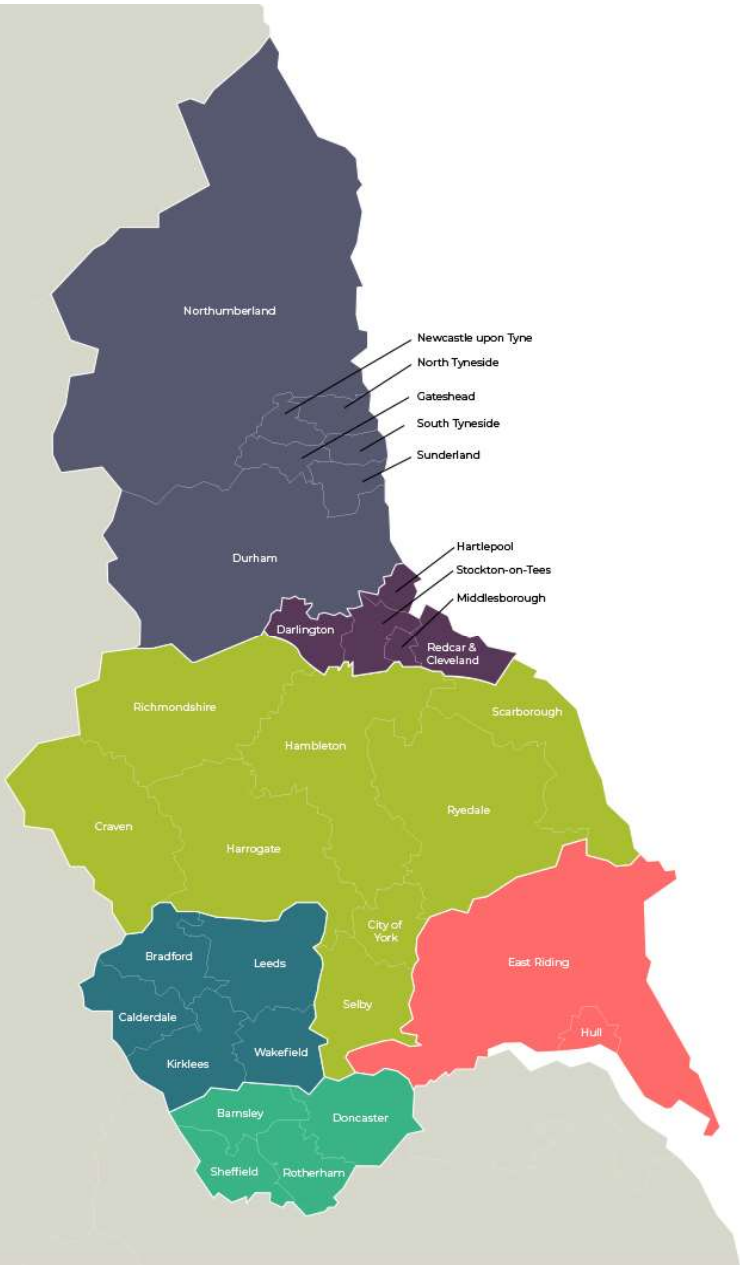 Northumberland
Newcastle upon Tyne
North Tyneside
Gateshead
South Tyneside
Sunderland
Durham
Hartlepool
Stockton-on-Tees
Middlesborough
Darlington
Redcar &
Cleveland
Richmondshire
Scarborough
Hambleton
Ryedale
Craven
Harrogate
City of
York
Bradford
Leeds
East Riding
Selby
Calderdale
Hull
Wakefield
Kirklees
Barnsley
Doncaster
Sheffield
Rotherham